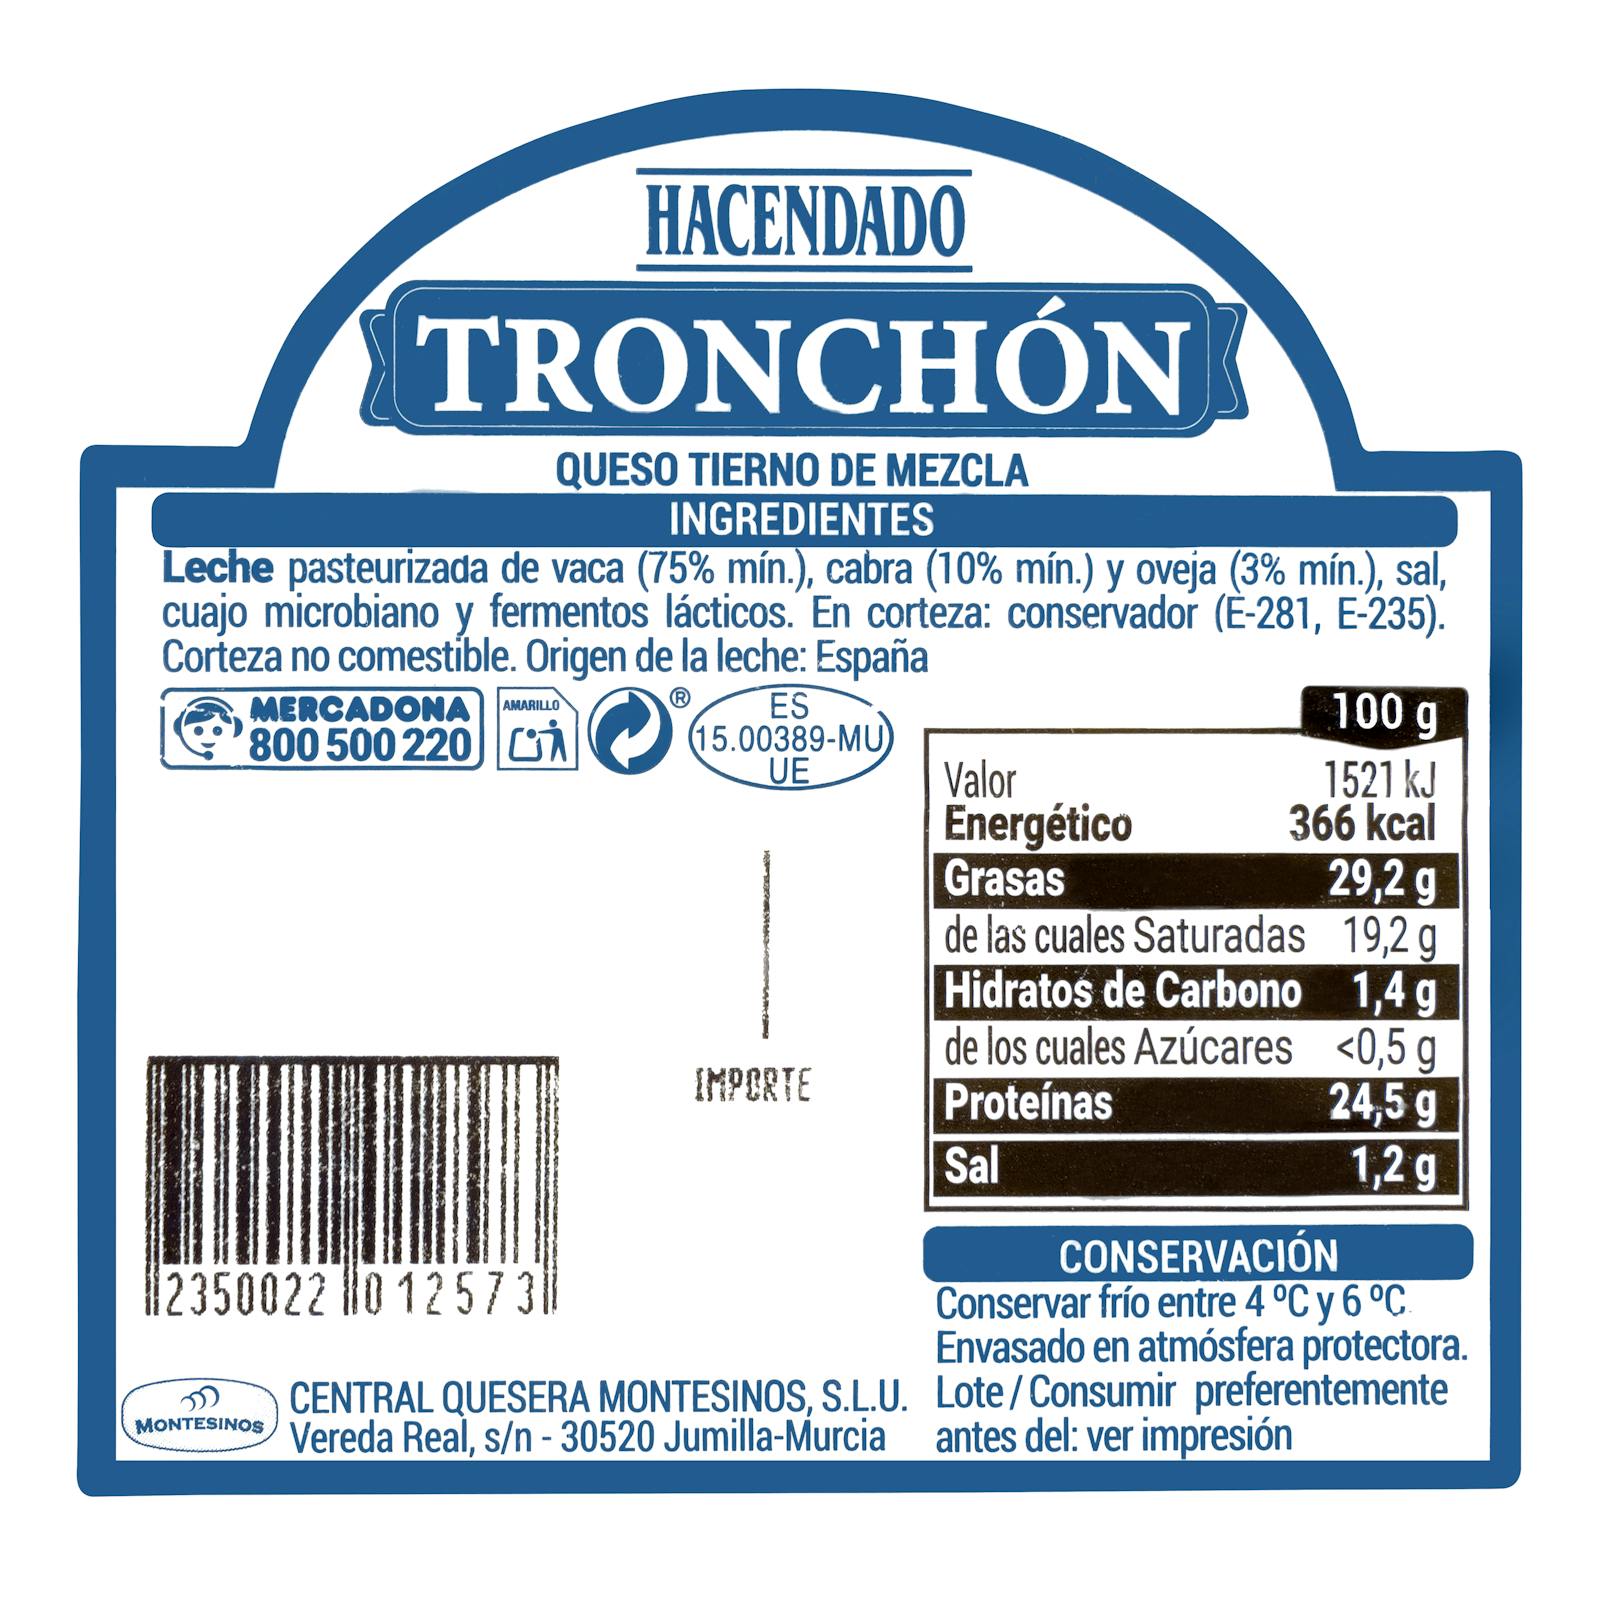 HACENDADO
TRONCHÓN
QUESO TIERNO DE MEZCLA
INGREDIENTES
Leche pasteurizada de vaca (75% mín.), cabra (10% mín.) y oveja (3% mín.), sal,
cuajo microbiano y fermentos lácticos. En corteza: conservador (E-281, E-235).
Corteza no comestible. Origen de la leche: España
MERCADONA
800 500 220
AMARILLO
®
ES
15.00389-MU
UE
100 g
Valor 1521 kJ
Energético 366 kcal
Grasas 29,2 g
de las cuales Saturadas 19,2 g
Hidratos de Carbono 1,4 g
de los cuales Azúcares <0,5 g
Proteínas 24,5 g
Sal 1,2 g
IMPORTE
2350022 012573
CONSERVACIÓN
Conservar frío entre 4 ºC y 6 ºC.
Envasado en atmósfera protectora.
Lote / Consumir preferentemente
antes del: ver impresión
MONTESINOS
CENTRAL QUESERA MONTESINOS, S.L.U.
Vereda Real, s/n - 30520 Jumilla-Murcia